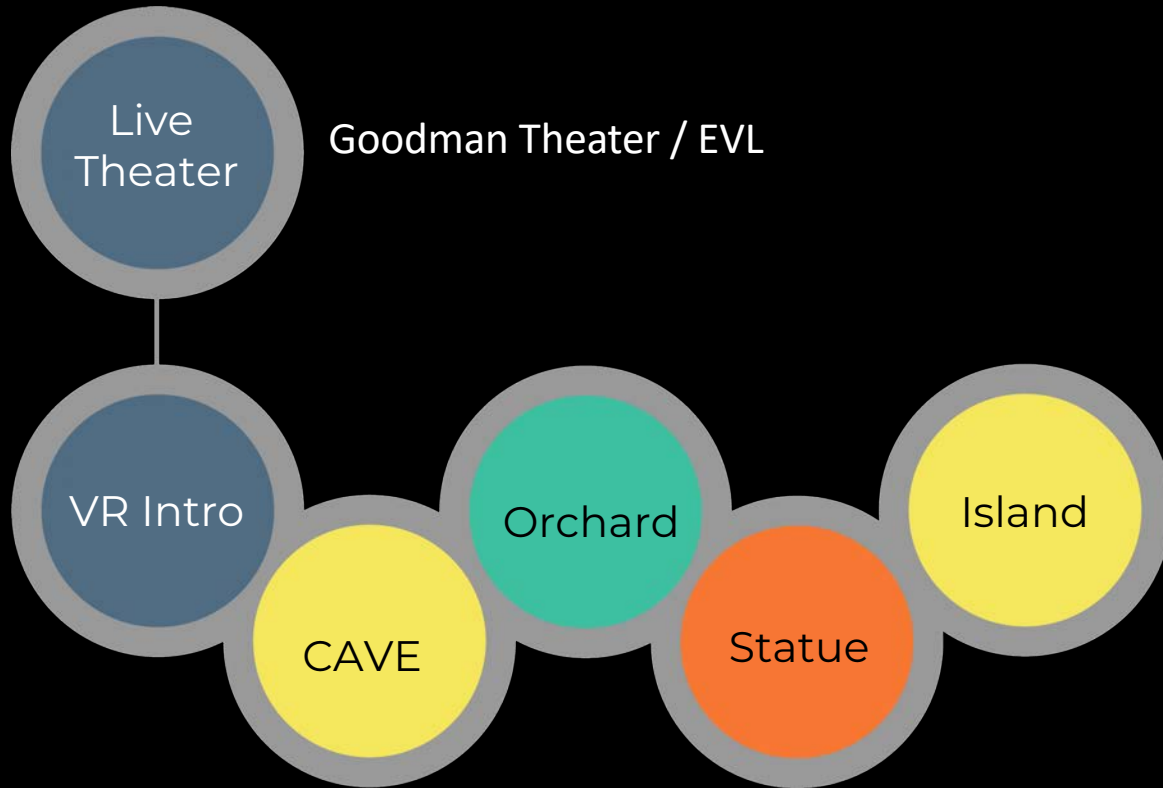 Live
Theater
Goodman Theater / EVL
VR Intro
CAVE
Orchard
Statue
Island